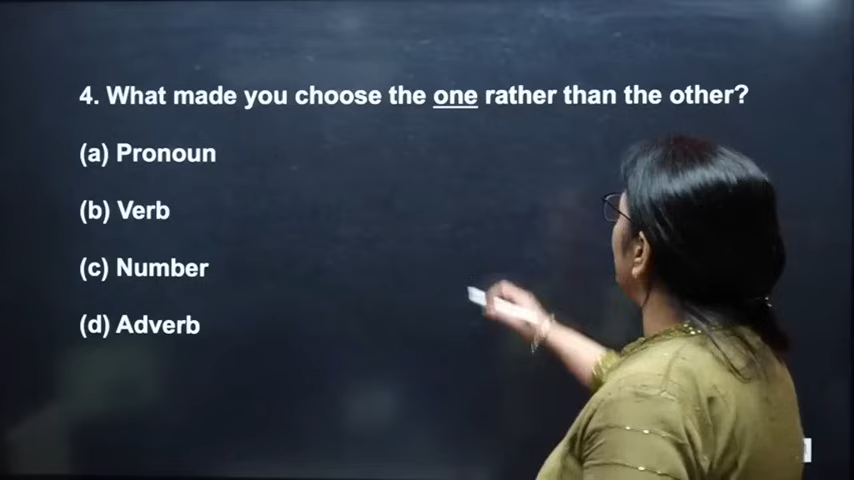 4. What made you choose the one rather than the other?
(a) Pronoun
(b) Verb
(c) Number
(d) Adverb